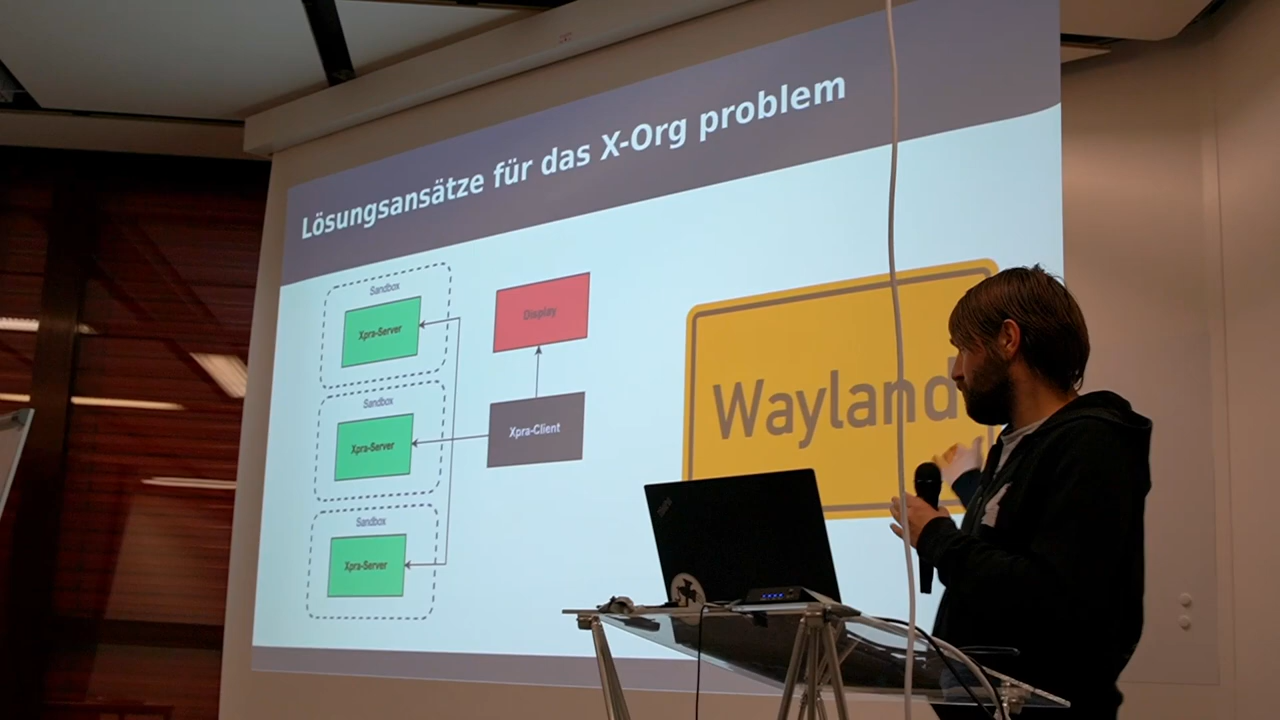 Lösungsansätze für das X-Org problem
Sandbox
Xpra-Server
Display
Sandbox
Xpra-Server
Xpra-Client
Sandbox
Xpra-Server
Wayland